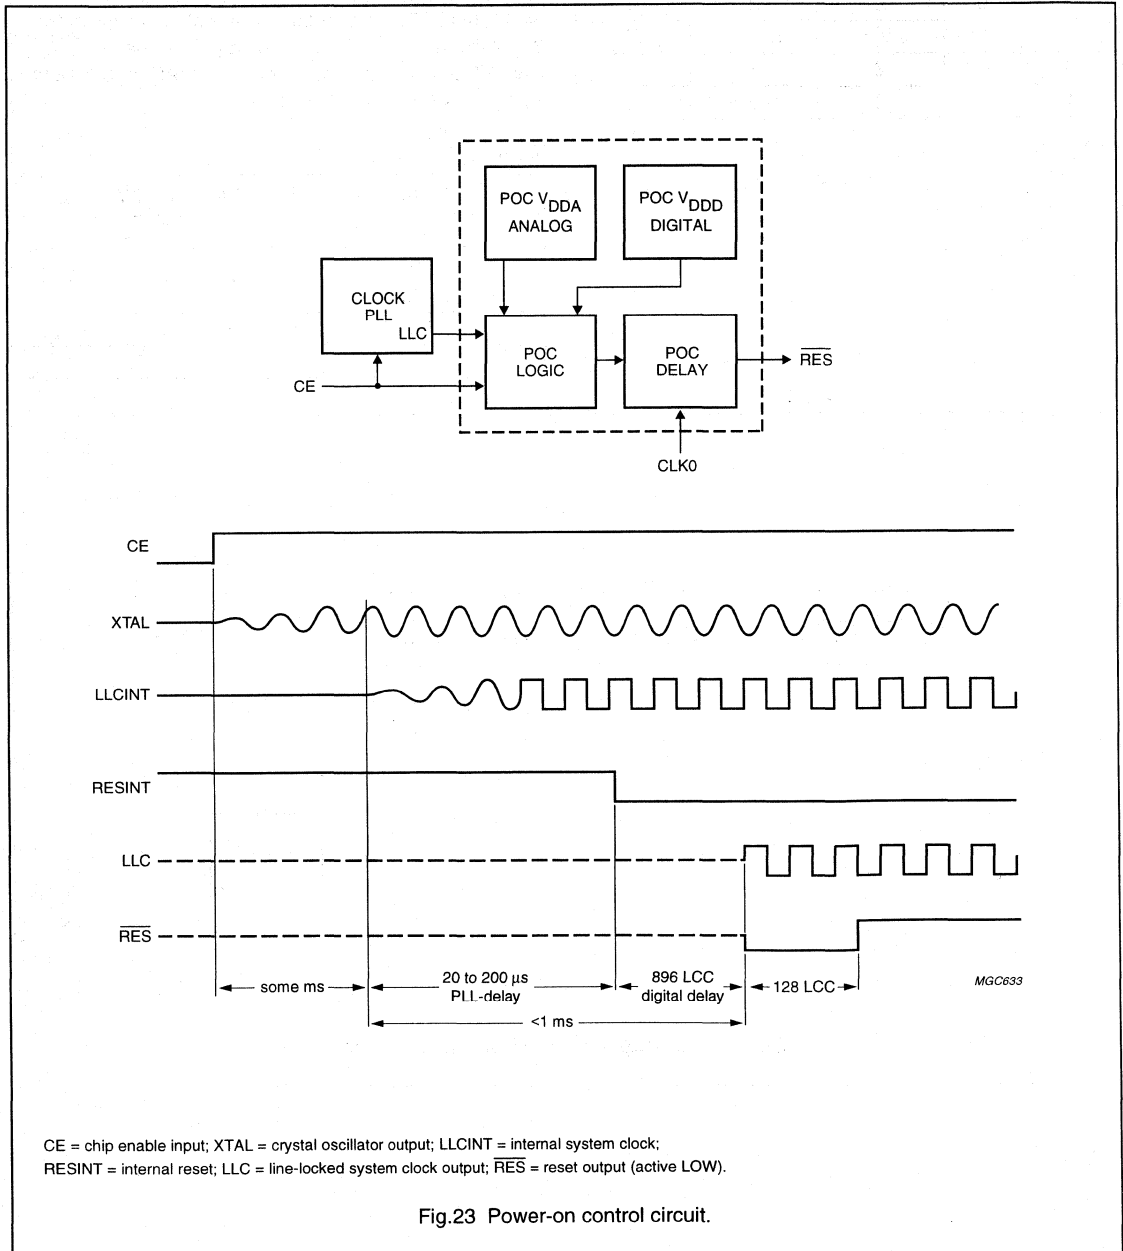 POC VDDA
ANALOG
POC VDDD
DIGITAL
CLOCK
PLL
LLC
POC
LOGIC
POC
DELAY
RES
CE
CLK0
CE
XTAL
LLCINT
RESINT
LLC
RES
some ms
20 to 200 µs
PLL-delay
896 LCC
digital delay
128 LCC
<1 ms
MGC633
CE = chip enable input; XTAL = crystal oscillator output; LLCINT = internal system clock;
RESINT = internal reset; LLC = line-locked system clock output; RES = reset output (active LOW).
Fig.23 Power-on control circuit.